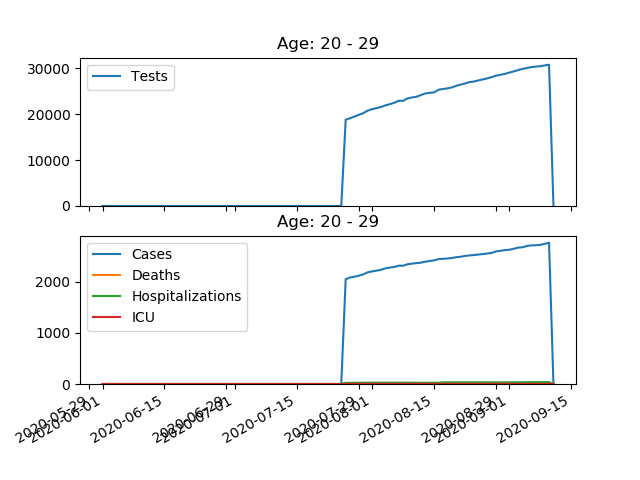 Age: 20 - 29
Tests
30000
20000
10000
0
Age: 20 - 29
Cases
Deaths
Hospitalizations
ICU
2000
1000
0
2020-05-29
2020-06-01
2020-06-15
2020-06-29
2020-07-01
2020-07-15
2020-07-29
2020-08-01
2020-08-15
2020-08-29
2020-09-01
2020-09-15